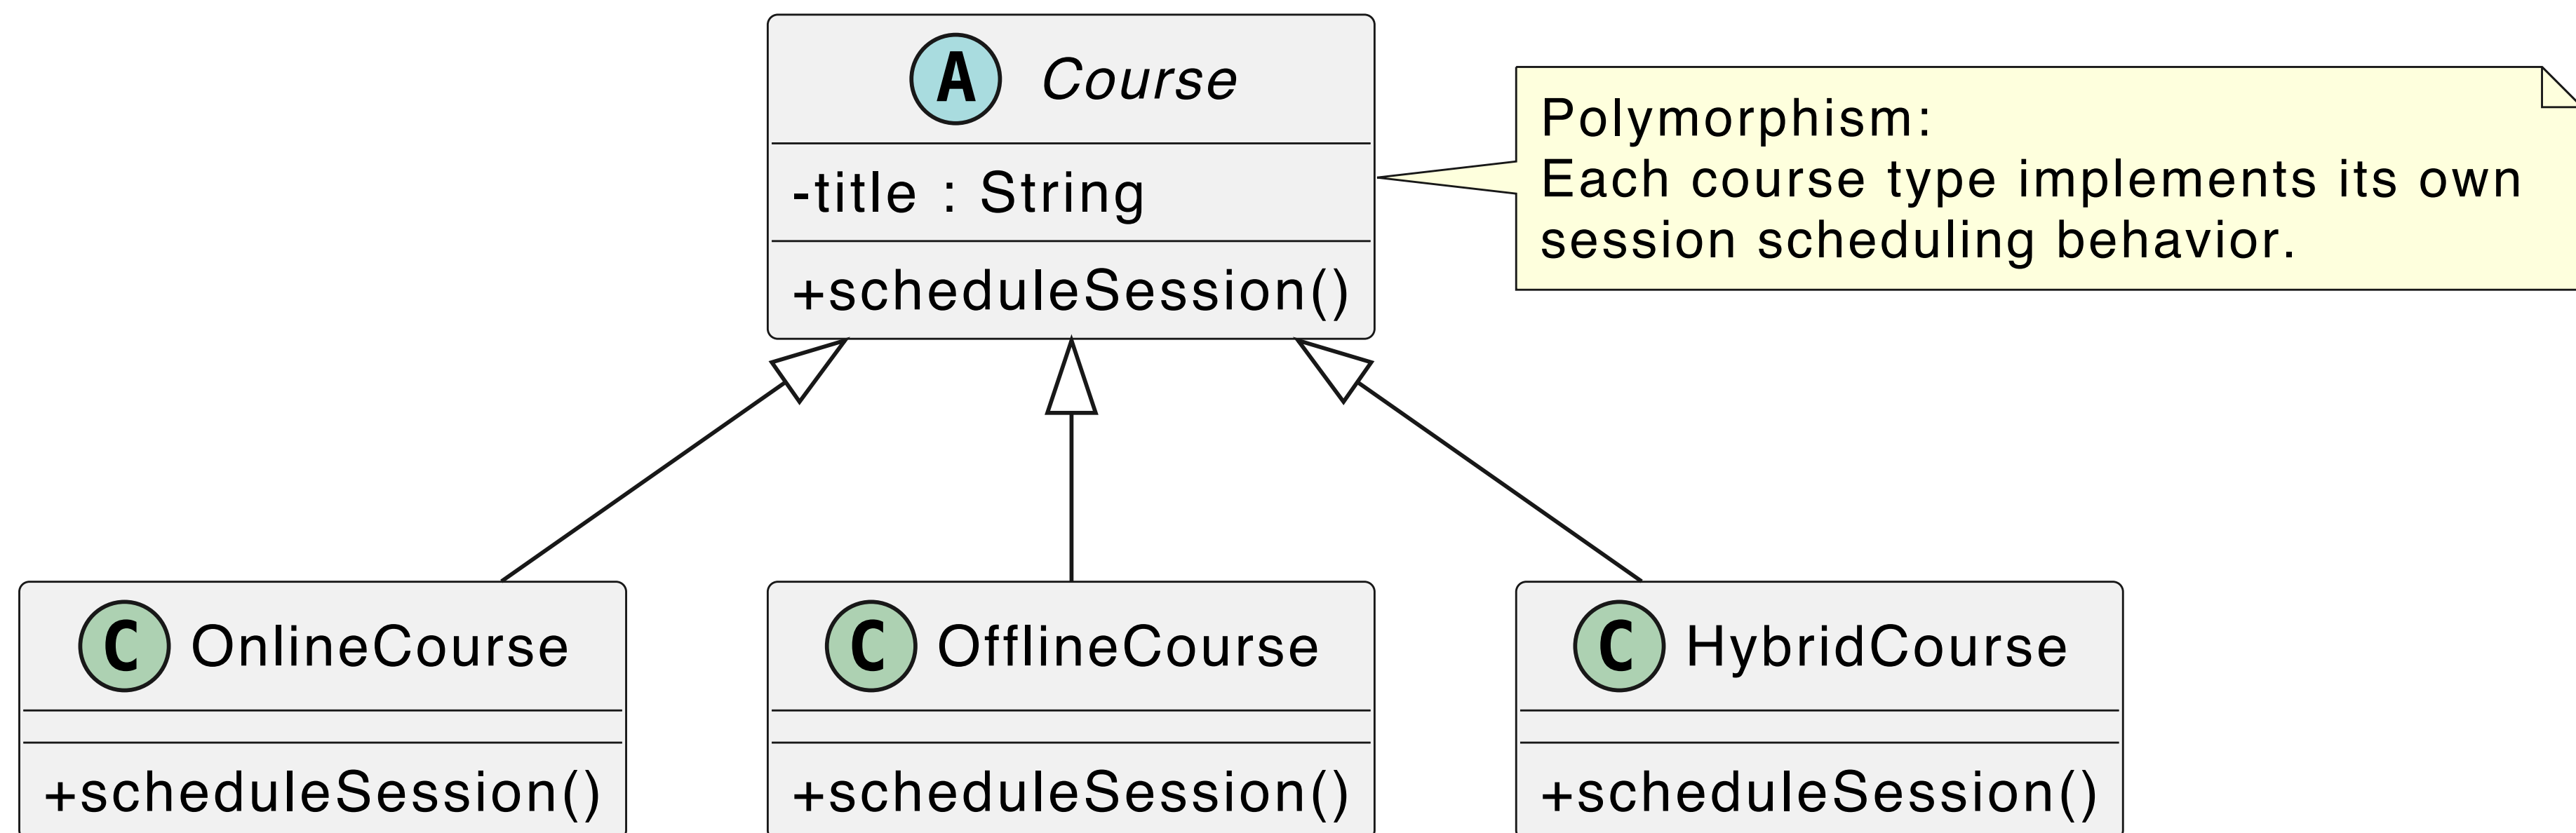 A Course
-title : String
+scheduleSession()
Polymorphism:
Each course type implements its own
session scheduling behavior.
C OnlineCourse
+scheduleSession()
C OfflineCourse
+scheduleSession()
C HybridCourse
+scheduleSession()